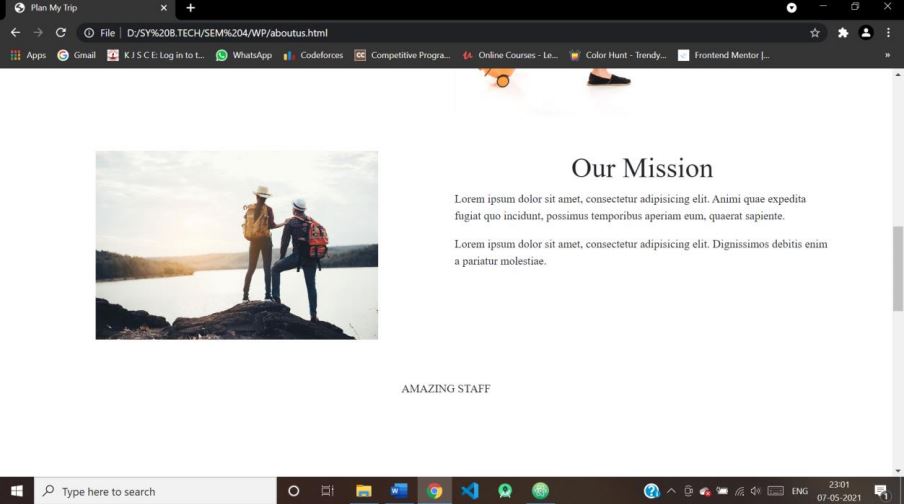 Plan My Trip
File | D:/SY%20B.TECH/SEM%204/WP/aboutus.html
Apps
Gmail
K J S C E: Log in to t...
WhatsApp
Codeforces
CC Competitive Progra...
Online Courses - Le...
Color Hunt - Trendy...
Frontend Mentor |...
»
Our Mission
Lorem ipsum dolor sit amet, consectetur adipisicing elit. Animi quae expedita
fugiat quo incidunt, possimus temporibus aperiam eum, quaerat sapiente.
Lorem ipsum dolor sit amet, consectetur adipisicing elit. Dignissimos debitis enim
a pariatur molestiae.
AMAZING STAFF
Type here to search
ENG
23:01
07-05-2021
1